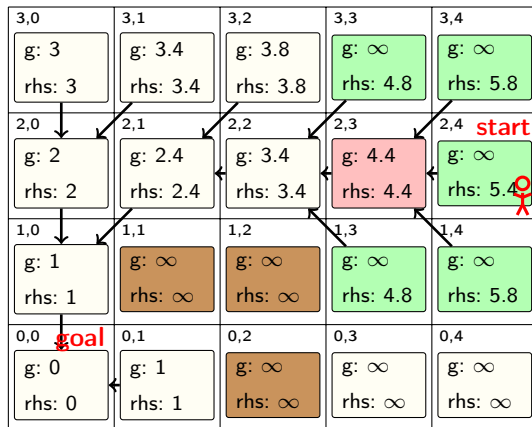 3,0 3,1 3,2 3,3 3,4
g: 3 g: 3.4 g: 3.8 g: ∞ g: ∞
rhs: 3 rhs: 3.4 rhs: 3.8 rhs: 4.8 rhs: 5.8
2,0 2,1 2,2 2,3 2,4 start
g: 2 g: 2.4 g: 3.4 g: 4.4 g: ∞
rhs: 2 rhs: 2.4 rhs: 3.4 rhs: 4.4 rhs: 5.4
1,0 1,1 1,2 1,3 1,4
g: 1 g: ∞ g: ∞ g: ∞ g: ∞
rhs: 1 rhs: ∞ rhs: ∞ rhs: 4.8 rhs: 5.8
0,0 goal 0,1 0,2 0,3 0,4
g: 0 g: 1 g: ∞ g: ∞ g: ∞
rhs: 0 rhs: 1 rhs: ∞ rhs: ∞ rhs: ∞